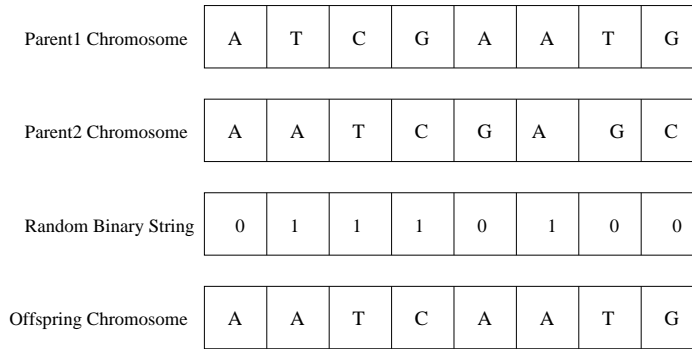 Parent1 Chromosome A T C G A A T G
Parent2 Chromosome A A T C G A G C
Random Binary String 0 1 1 1 0 1 0 0
Offspring Chromosome A A T C A A T G